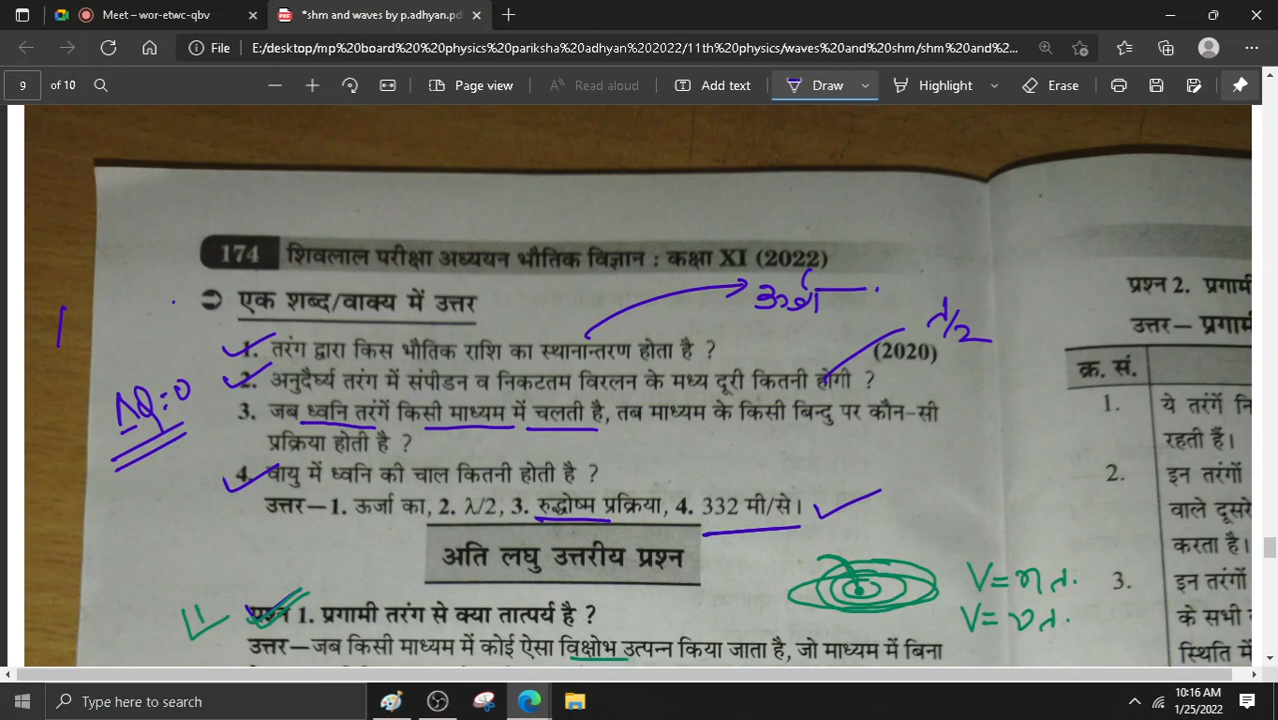 Meet – wor-etwc-qbv
*shm and waves by p.adhyan.pd
File E:/desktop/mp%20board%20%20physics%20pariksha%20adhyan%202022/11th%20physics/waves%20and%20shm/shm%20and%2...
9 of 10
Page view
Read aloud
Add text
Draw
Highlight
Erase
174 शिवलाल परीक्षा अध्ययन भौतिक विज्ञान : कक्षा XI (2022)
एक शब्द/वाक्य में उत्तर
ऊर्जा
1. तरंग द्वारा किस भौतिक राशि का स्थानान्तरण होता है ? (2020)
λ/2
2. अनुदैर्घ्य तरंग में संपीडन व निकटतम विरलन के मध्य दूरी कितनी होगी ?
ΔQ=0
3. जब ध्वनि तरंगें किसी माध्यम में चलती है, तब माध्यम के किसी बिन्दु पर कौन-सी
प्रक्रिया होती है ?
4. वायु में ध्वनि की चाल कितनी होती है ?
उत्तर–1. ऊर्जा का, 2. λ/2, 3. रुद्धोष्म प्रक्रिया, 4. 332 मी/से।
अति लघु उत्तरीय प्रश्न
प्रश्न 1. प्रगामी तरंग से क्या तात्पर्य है ?
उत्तर–जब किसी माध्यम में कोई ऐसा विक्षोभ उत्पन्न किया जाता है, जो माध्यम में बिना
V=nλ.
V=νλ.
प्रश्न 2. प्रगामी
उत्तर– प्रगाम
क्र. सं.
1. ये तरंगें नि
रहती हैं।
2. इन तरंगों
वाले दूसरे
करता है।
3. इन तरंगों
के सभी
स्थिति में
Type here to search
10:16 AM
1/25/2022